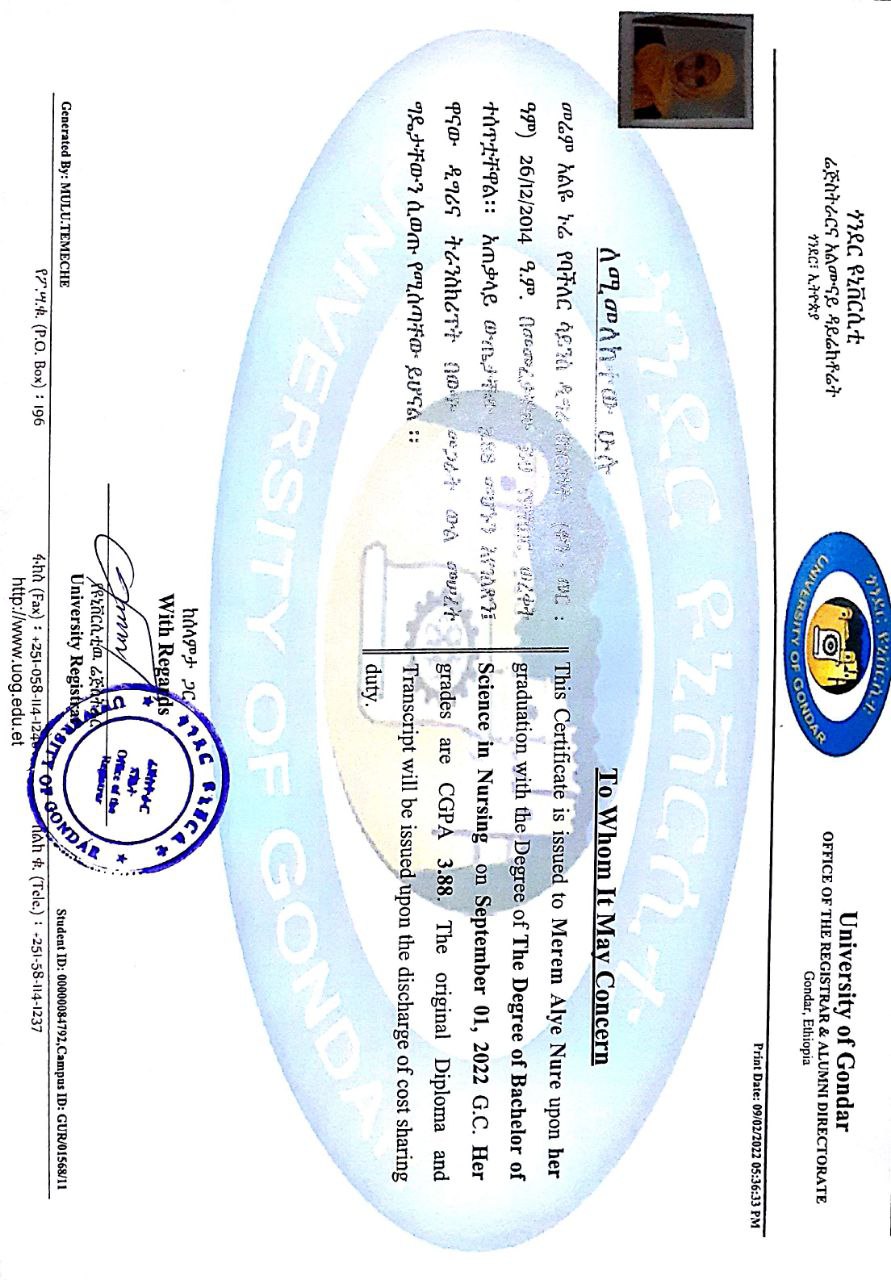 ጎንደር ዩኒቨርሲቲ
ሬጅስትራርና አልሙናይ ዳይሬክቶሬት
ጎንደር፣ ኢትዮጵያ
ጎንደር ዩኒቨርሲቲ
UNIVERSITY OF GONDAR
University of Gondar
OFFICE OF THE REGISTRAR & ALUMNI DIRECTORATE
Gondar, Ethiopia
Print Date: 09/02/2022 05:36:33 PM
ጎንደር ዩኒቨርሲቲ
ለሚመለከተው ሁሉ
መሬም አልዬ ኑሬ የባችለር ሳይንስ ዲግሪ
ዓም) 26/12/2014 ዓ.ም. በመመረቃቸው ይህ ወረቀት
ተሰጥቷቸዋል፡፡ አጠቃላይ ውጤታቸው 3.88 መሆኑን እየገለጽን፤
ዋናው ዲግሪና ትራንስክሪፕት በወጭ መጋራት ውል መሠረት
ግዴታቸውን ሲወጡ የሚሰጣቸው ይሆናል ፡፡
To Whom It May Concern
This Certificate is issued to Merem Alye Nure upon her
graduation with the Degree of The Degree of Bachelor of
Science in Nursing on September 01, 2022 G.C. Her
grades are CGPA 3.88. The original Diploma and
Transcript will be issued upon the discharge of cost sharing
duty.
UNIVERSITY OF GONDAR
ከሰላምታ ጋር
With Regards
የዩኒቨርሲቲዉ ሬጅስትራር
University Registrar
ጎንደር ዩኒቨርሲቲ
ሬጅስትራር
Office of the
Registrar
UNIVERSITY OF GONDAR
Generated By: MULU.TEMECHE
Student ID: 00000084792,Campus ID: GUR/01568/11
የፖ.ሣ.ቁ. (P.O. Box) : 196
ፋክስ (Fax) : +251-058-114-124
ስልክ ቁ. (Tele.) : +251-58-114-1237
http://www.uog.edu.et